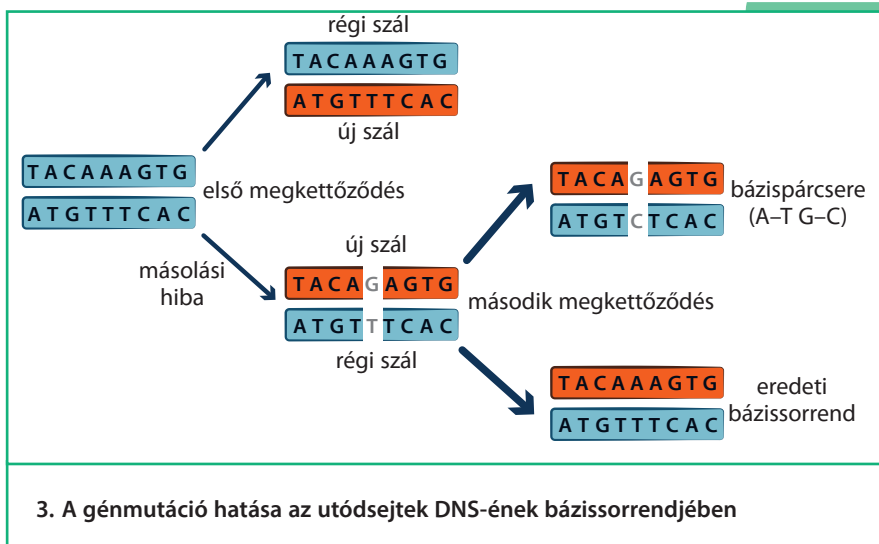 régi szál
TACAAAGTG
ATGTTTCAC
új szál
TACAAAGTG
ATGTTTCAC
első megkettőződés
másolási
hiba
új szál
TACAGAGTG
ATGTTTCAC
régi szál
második megkettőződés
TACAGAGTG
ATGTCTCAC
bázispárcsere
(A–T G–C)
TACAAAGTG
ATGTTTCAC
eredeti
bázissorrend
3. A génmutáció hatása az utódsejtek DNS-ének bázissorrendjében